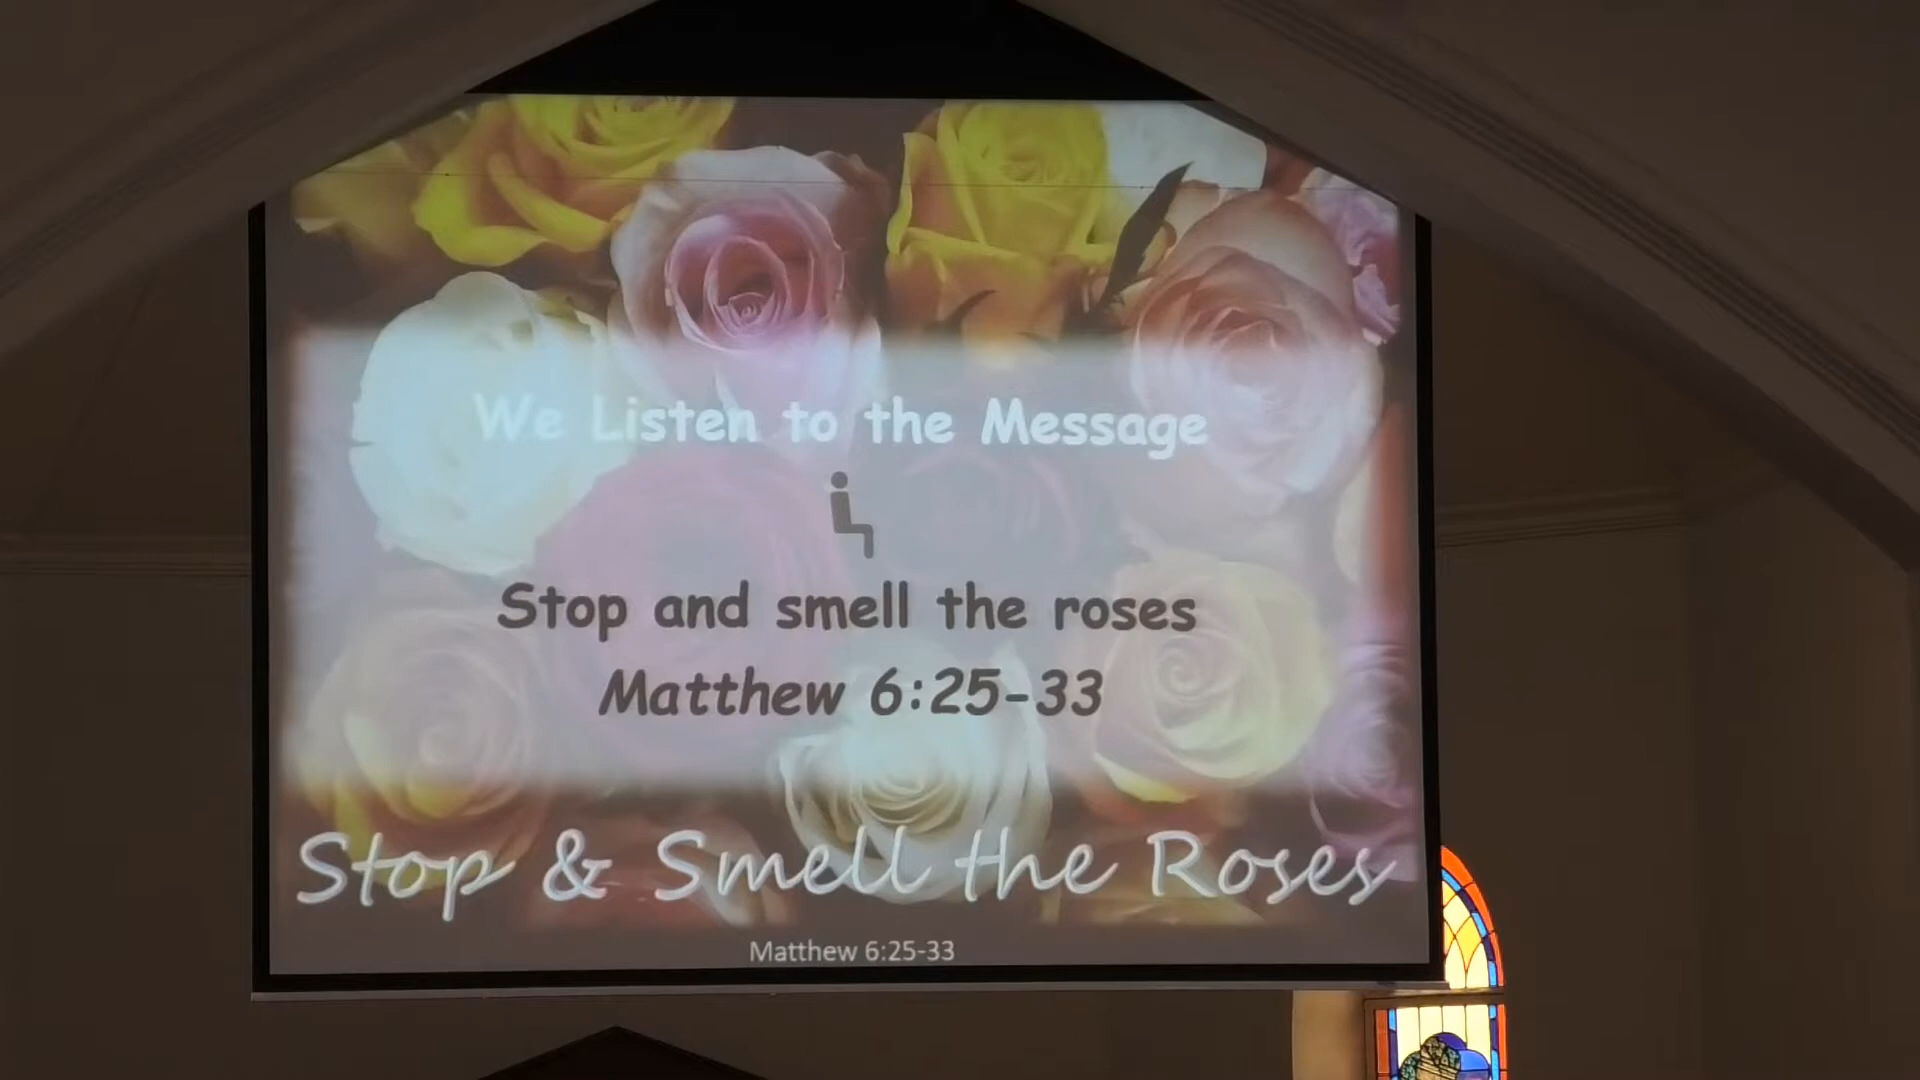 We Listen to the Message
Stop and smell the roses
Matthew 6:25-33
Stop & Smell the Roses
Matthew 6:25-33